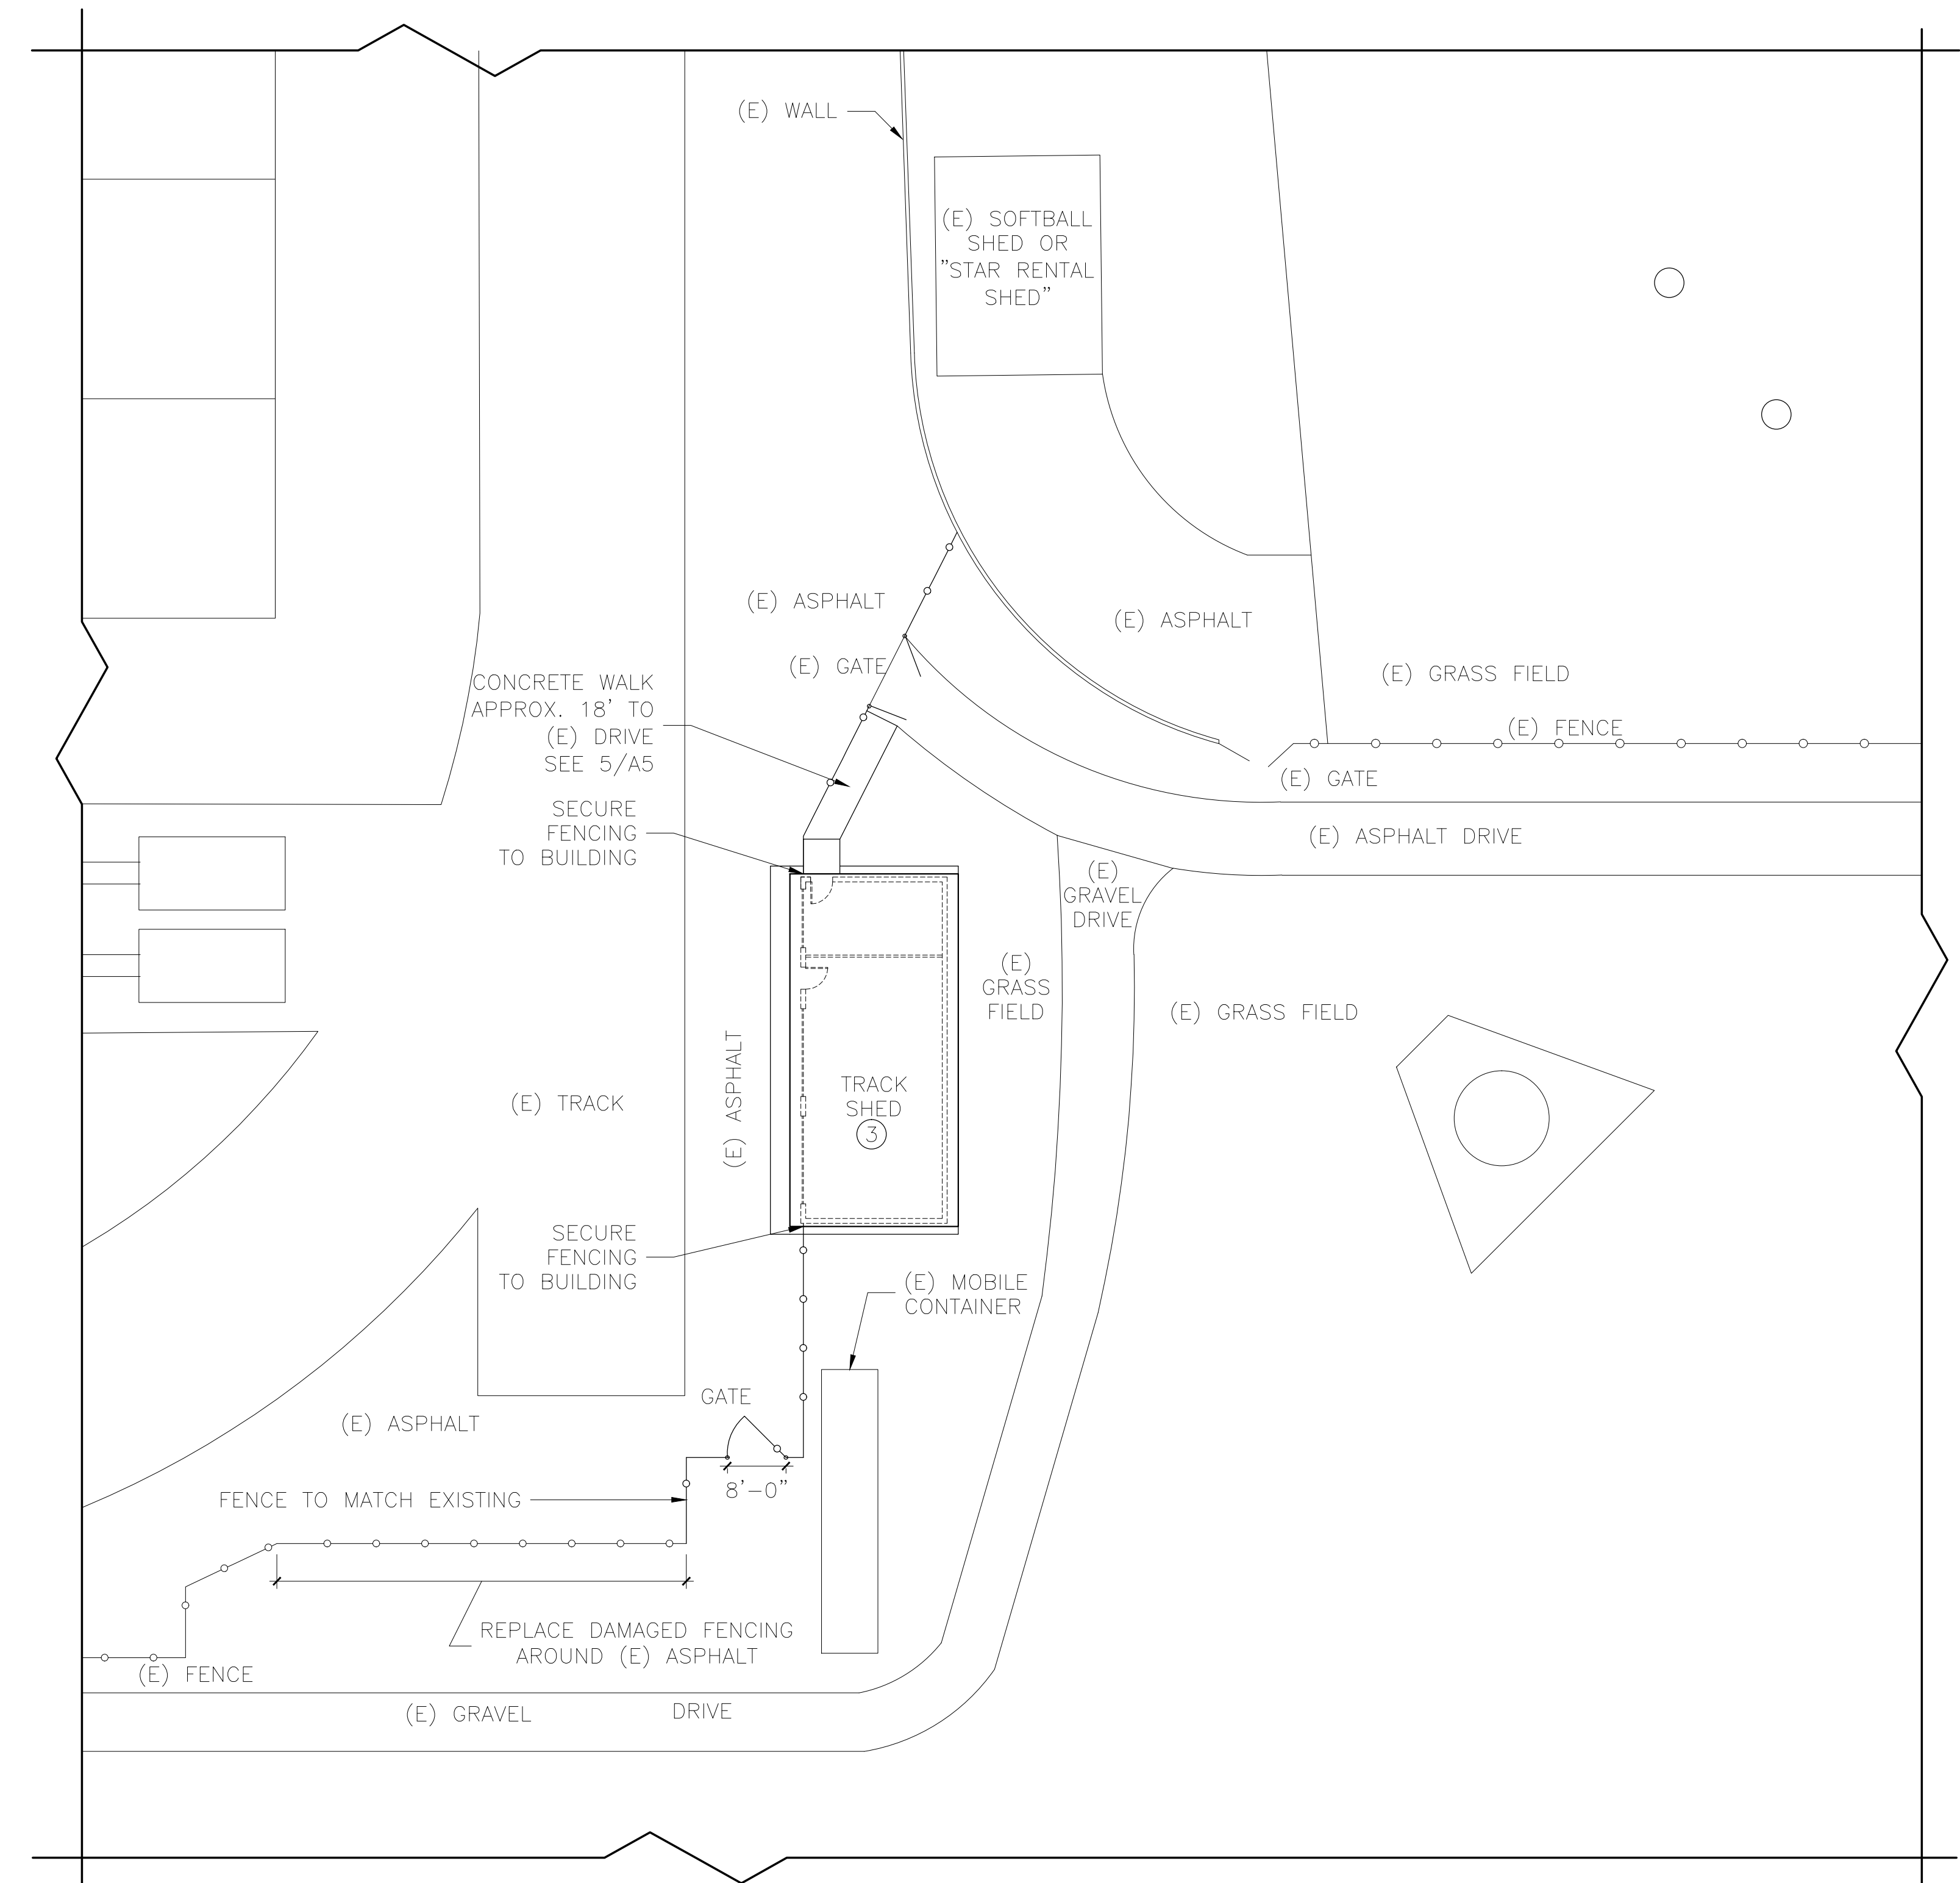 (E) WALL
(E) SOFTBALL
SHED OR
"STAR RENTAL
SHED"
(E) ASPHALT
(E) ASPHALT
(E) GATE
CONCRETE WALK
APPROX. 18' TO
(E) DRIVE
SEE 5/A5
(E) GRASS FIELD
(E) FENCE
(E) GATE
SECURE
FENCING
TO BUILDING
(E) ASPHALT DRIVE
(E)
GRAVEL
DRIVE
(E)
GRASS
FIELD
(E) GRASS FIELD
(E) TRACK
(E) ASPHALT
TRACK
SHED
3
SECURE
FENCING
TO BUILDING
(E) MOBILE
CONTAINER
GATE
(E) ASPHALT
8'-0"
FENCE TO MATCH EXISTING
REPLACE DAMAGED FENCING
AROUND (E) ASPHALT
(E) FENCE
(E) GRAVEL DRIVE